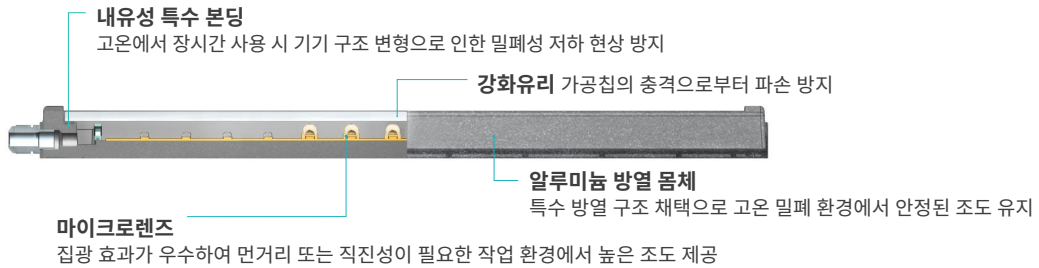 내유성 특수 본딩
고온에서 장시간 사용 시 기기 구조 변형으로 인한 밀폐성 저하 현상 방지
강화유리 가공칩의 충격으로부터 파손 방지
알루미늄 방열 몸체
특수 방열 구조 채택으로 고온 밀폐 환경에서 안정된 조도 유지
마이크로렌즈
집광 효과가 우수하여 먼거리 또는 직진성이 필요한 작업 환경에서 높은 조도 제공